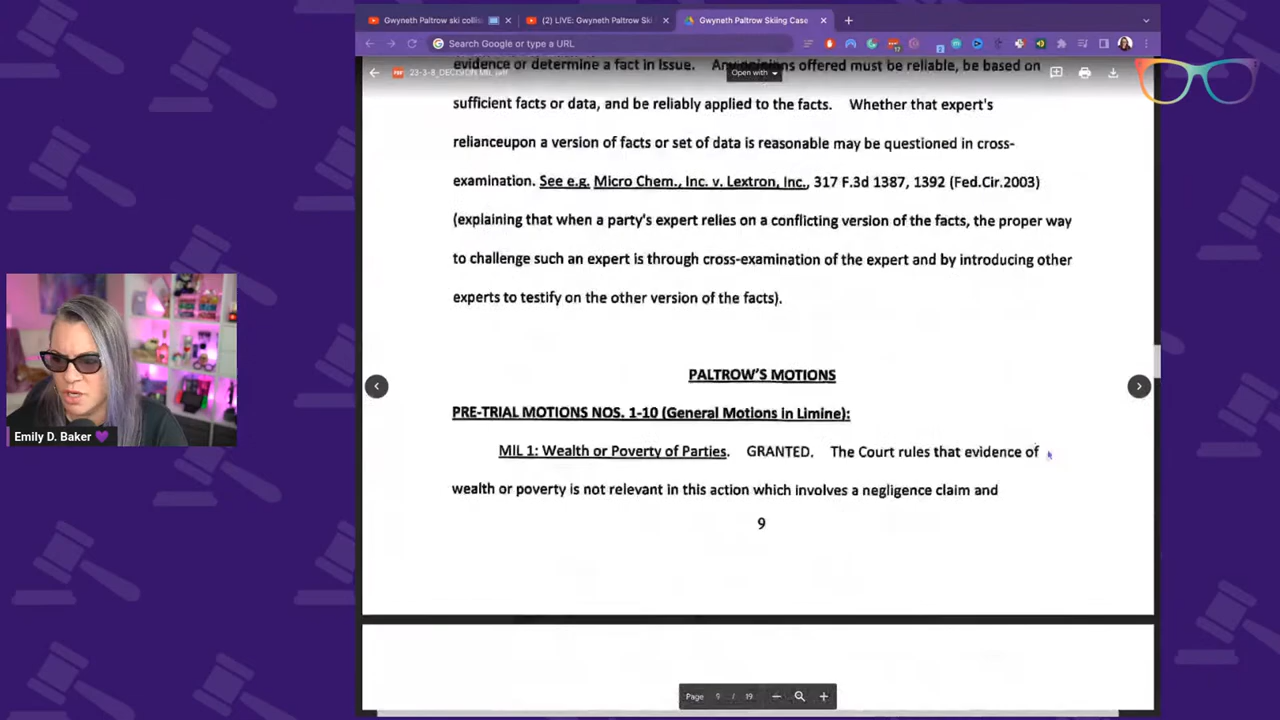 Gwyneth Paltrow ski collis
(2) LIVE: Gwyneth Paltrow Ski
Gwyneth Paltrow Skiing Case
Search Google or type a URL
evidence or determine a fact in Issue. Any opinions offered must be reliable, be based on
23-3-8_DECISION MIL.pdf
Open with
sufficient facts or data, and be reliably applied to the facts. Whether that expert's
relianceupon a version of facts or set of data is reasonable may be questioned in cross-
examination. See e.g. Micro Chem., Inc. v. Lextron, Inc., 317 F.3d 1387, 1392 (Fed.Cir.2003)
(explaining that when a party's expert relies on a conflicting version of the facts, the proper way
to challenge such an expert is through cross-examination of the expert and by introducing other
experts to testify on the other version of the facts).
PALTROW'S MOTIONS
PRE-TRIAL MOTIONS NOS. 1-10 (General Motions in Limine):
MIL 1: Wealth or Poverty of Parties. GRANTED. The Court rules that evidence of
wealth or poverty is not relevant in this action which involves a negligence claim and
9
Emily D. Baker
Page 9 / 19